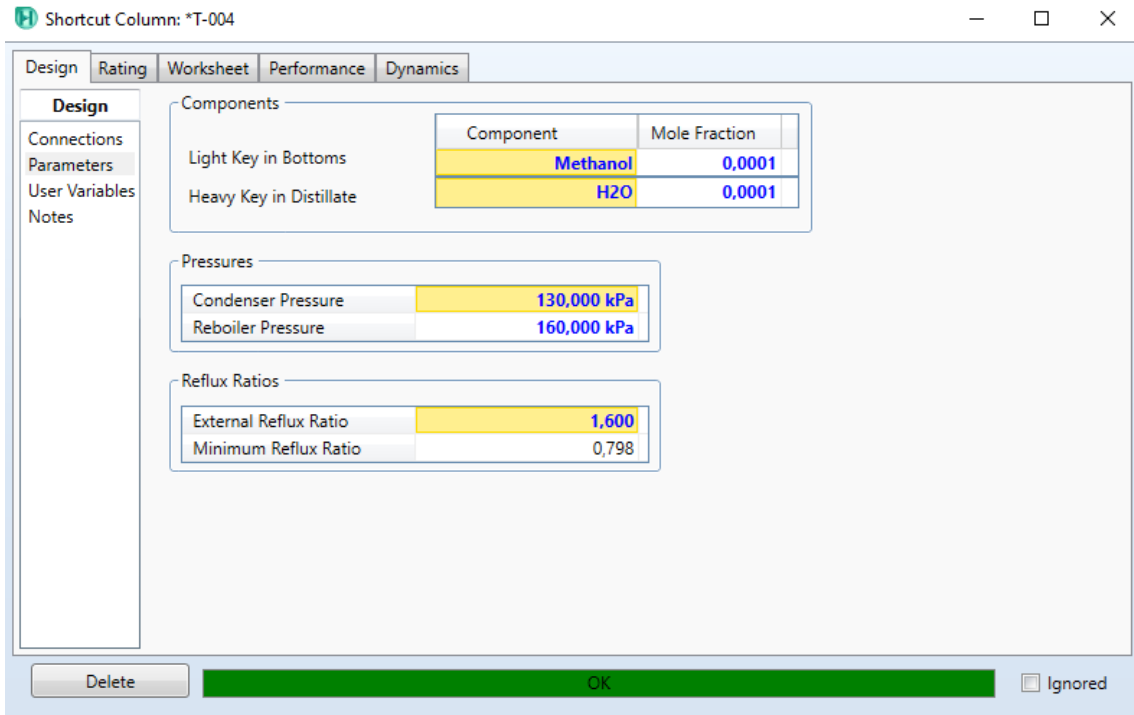 Shortcut Column: *T-004
Design Rating Worksheet Performance Dynamics
Design
Connections
Parameters
User Variables
Notes
Components
Component Mole Fraction
Light Key in Bottoms Methanol 0,0001
Heavy Key in Distillate H2O 0,0001
Pressures
Condenser Pressure 130,000 kPa
Reboiler Pressure 160,000 kPa
Reflux Ratios
External Reflux Ratio 1,600
Minimum Reflux Ratio 0,798
Delete OK Ignored